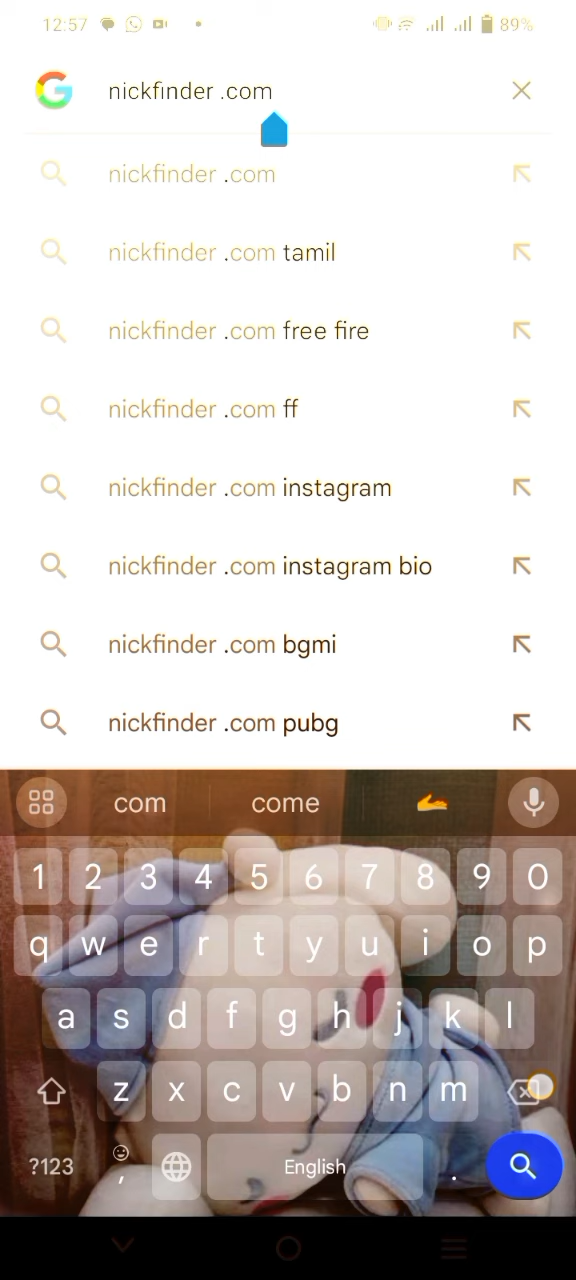 12:57 89%
nickfinder .com
nickfinder .com
nickfinder .com tamil
nickfinder .com free fire
nickfinder .com ff
nickfinder .com instagram
nickfinder .com instagram bio
nickfinder .com bgmi
nickfinder .com pubg
com come
1 2 3 4 5 6 7 8 9 0
q w e r t y u i o p
a s d f g h j k l
z x c v b n m
?123 , English .